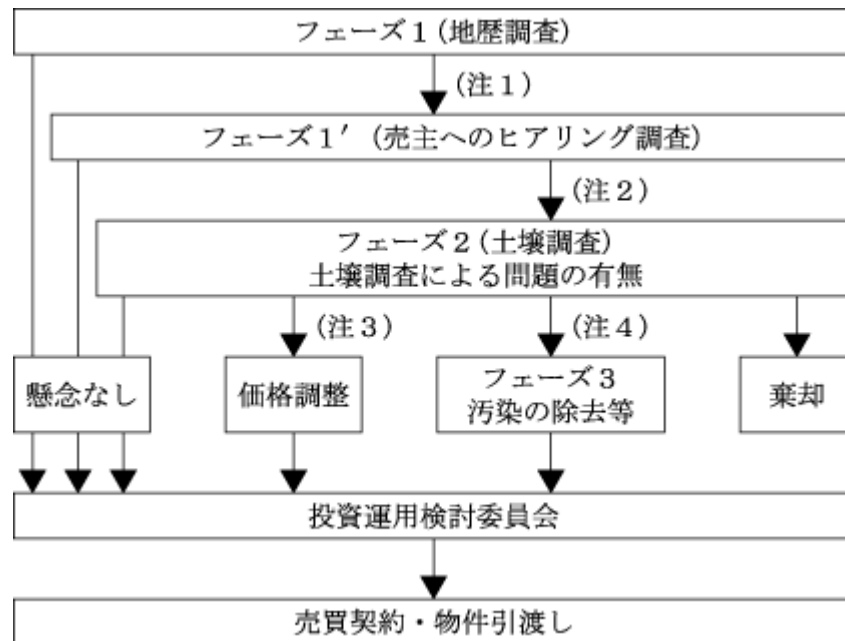 フェーズ1(地歴調査)
(注1)
フェーズ1′(売主へのヒアリング調査)
(注2)
フェーズ2(土壌調査)
土壌調査による問題の有無
(注3)
(注4)
懸念なし
価格調整
フェーズ3
汚染の除去等
棄却
投資運用検討委員会
売買契約・物件引渡し